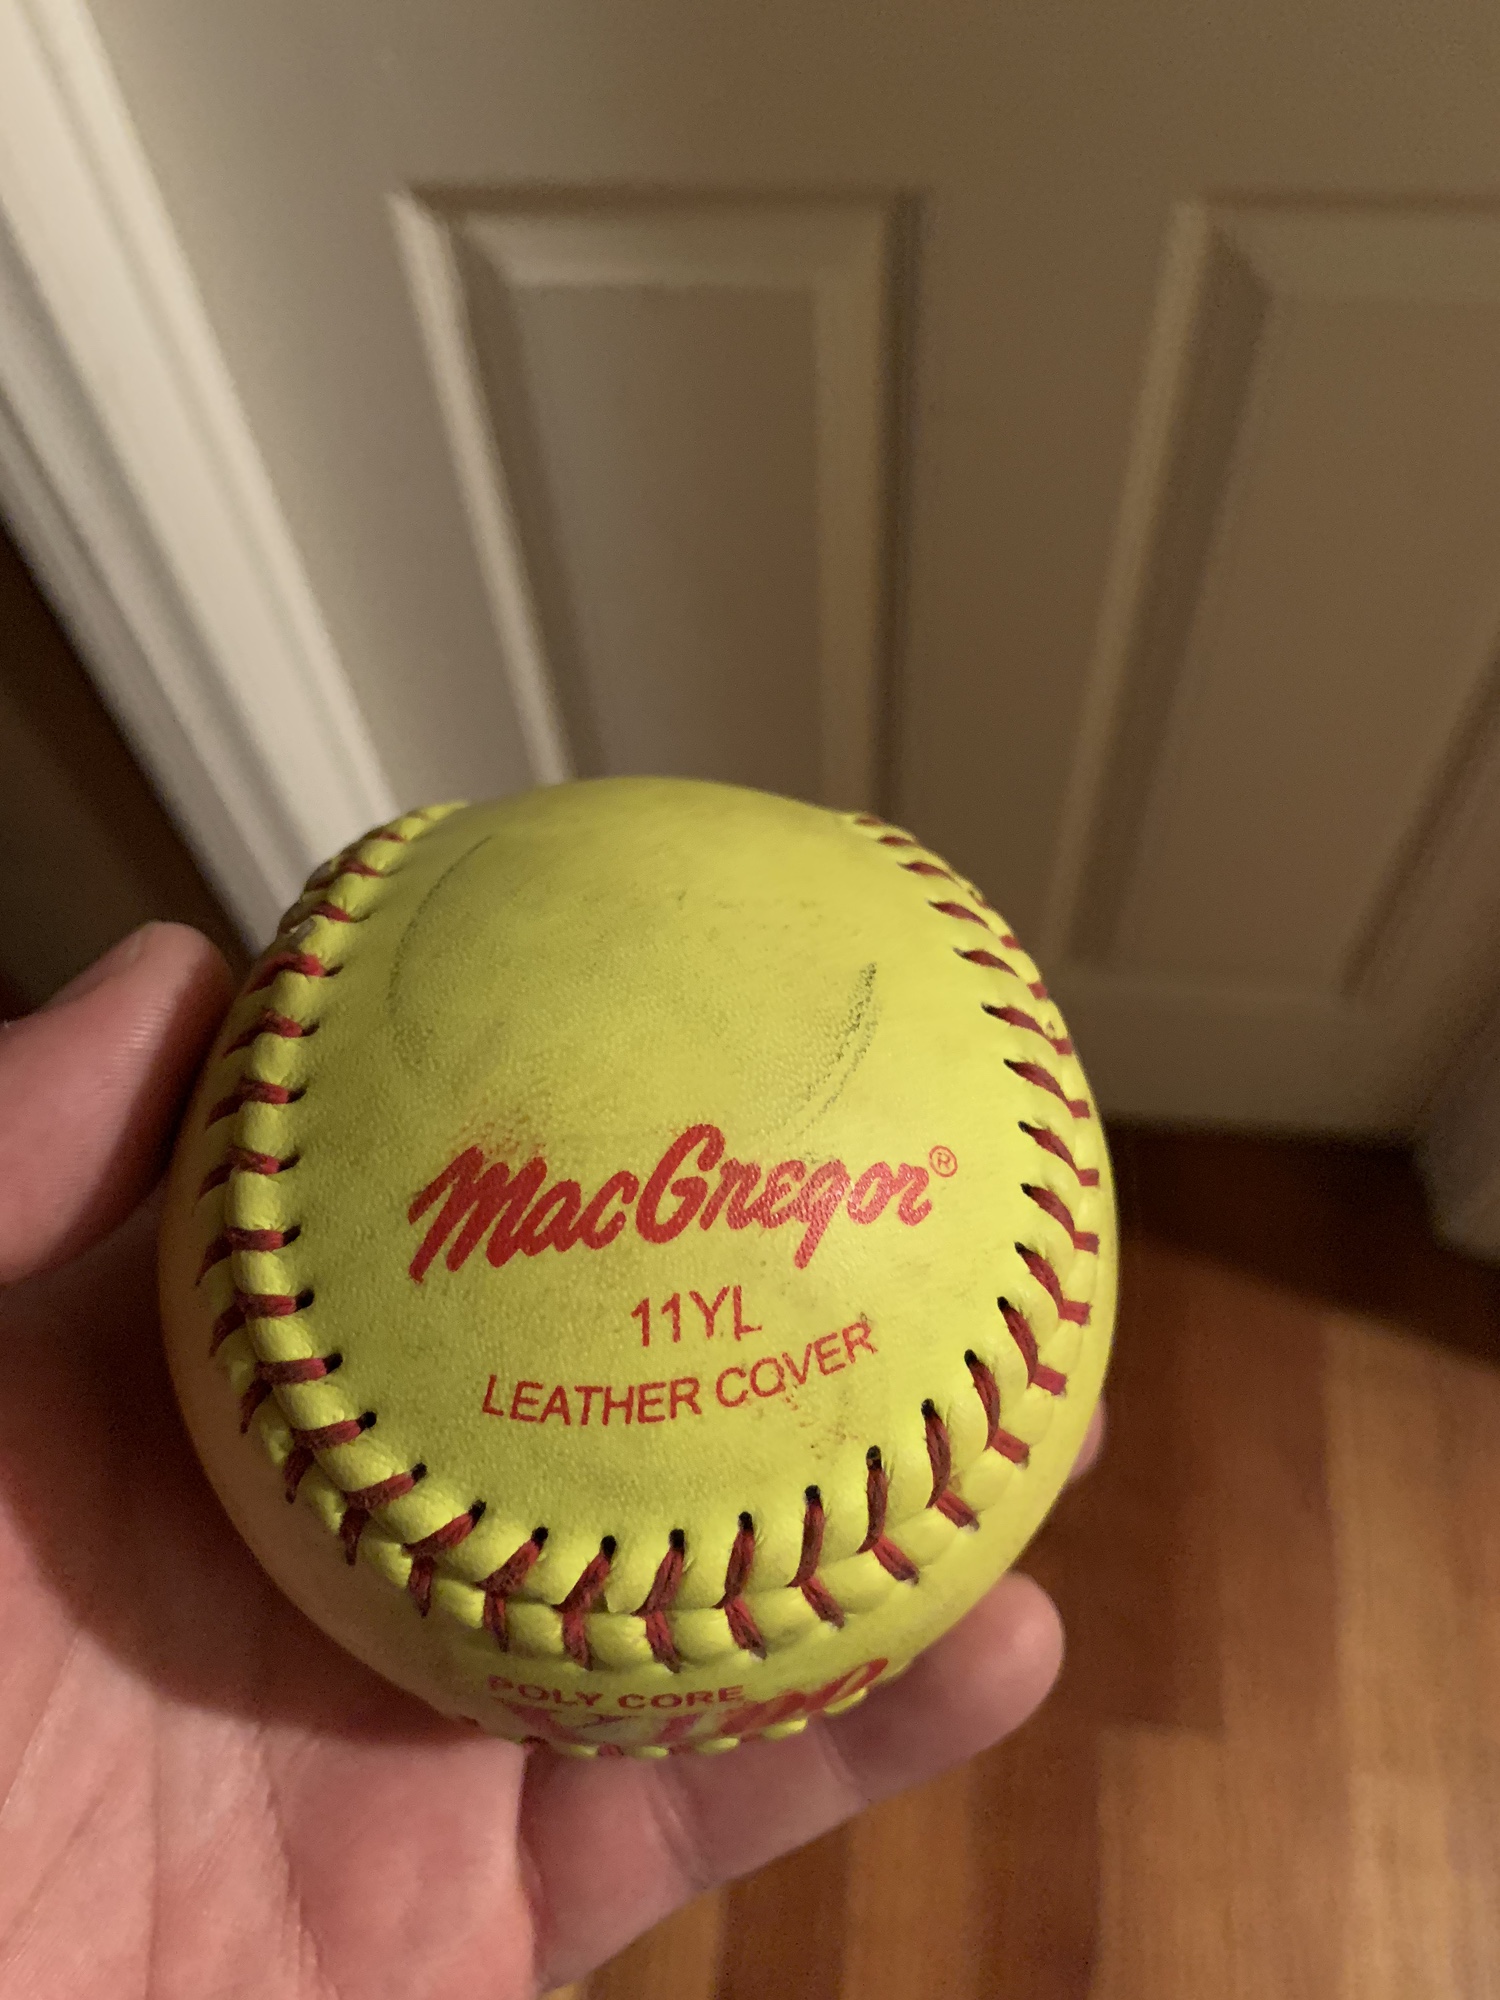 MacGregor®
11YL
LEATHER COVER
POLY CORE